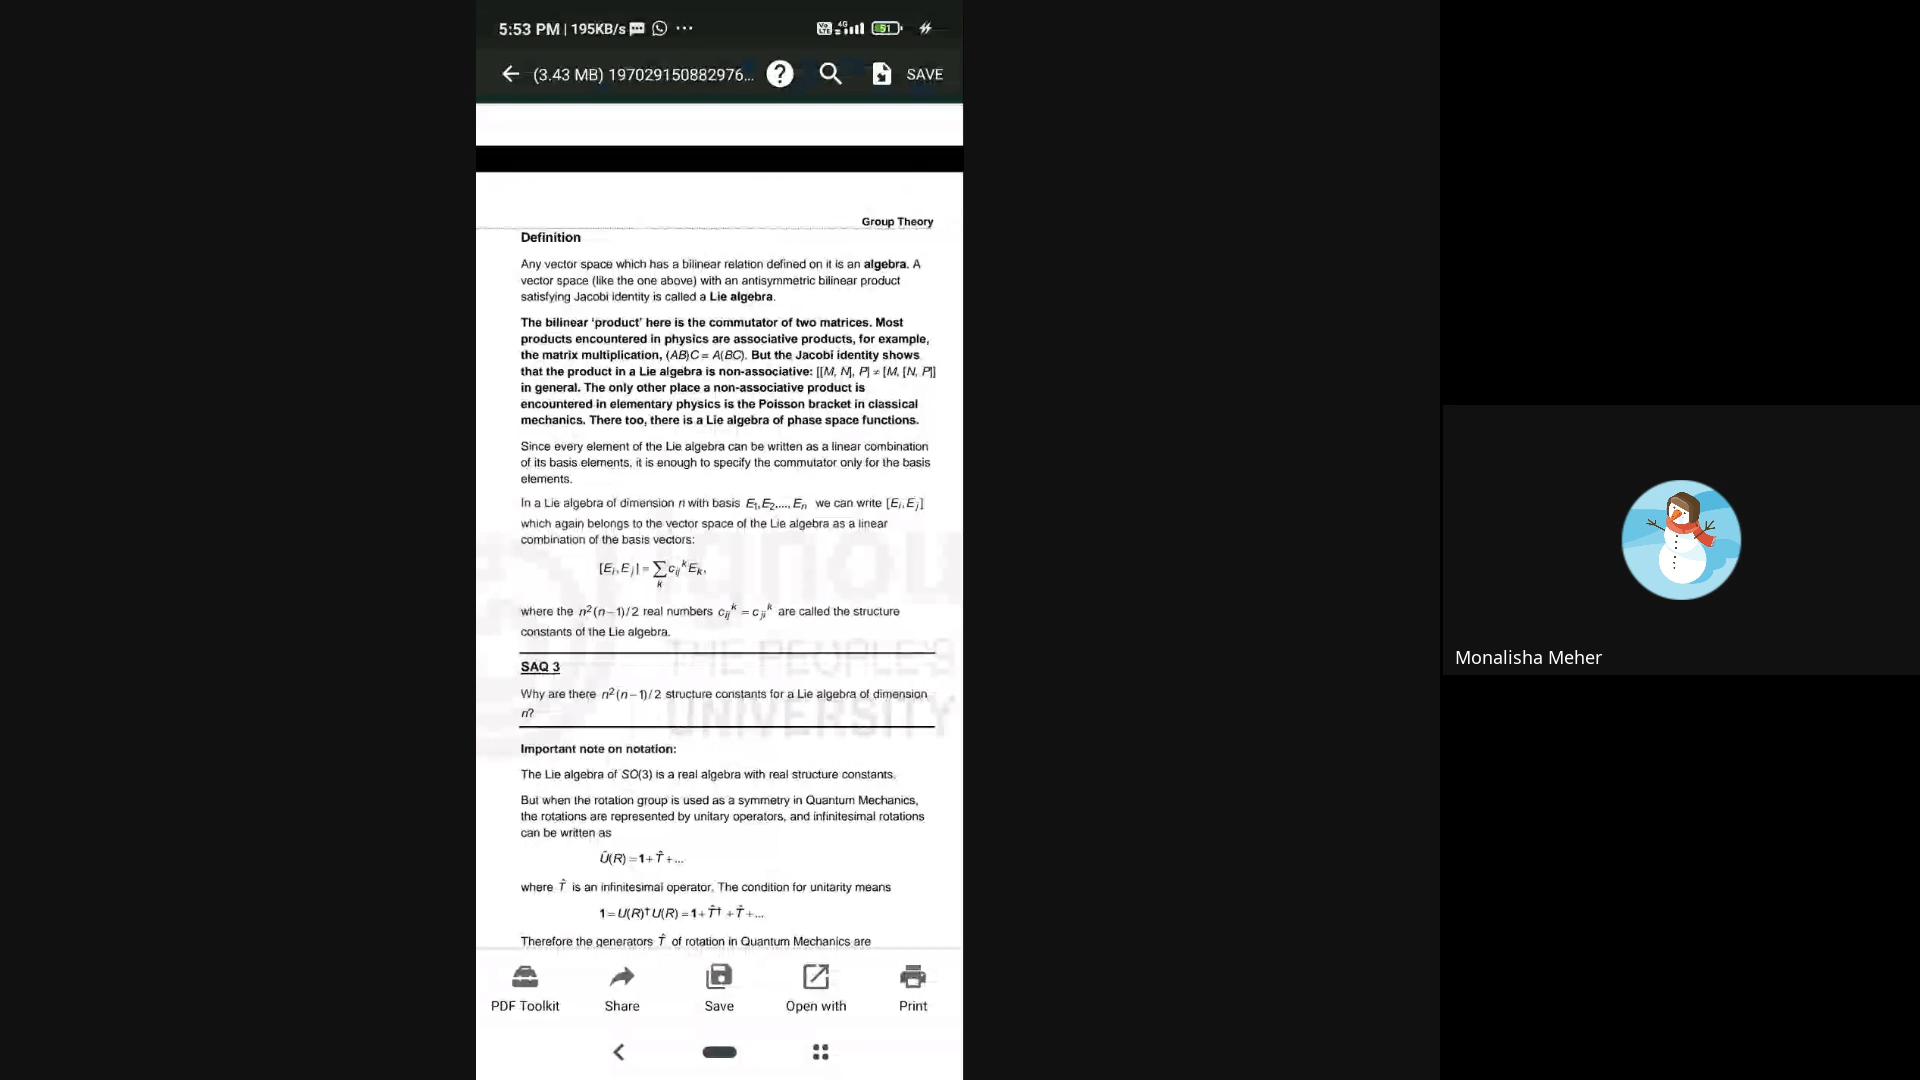 5:53 PM | 195KB/s
4G
51
(3.43 MB) 197029150882976... ? SAVE
Group Theory
Definition
Any vector space which has a bilinear relation defined on it is an algebra. A
vector space (like the one above) with an antisymmetric bilinear product
satisfying Jacobi identity is called a Lie algebra.
The bilinear ‘product’ here is the commutator of two matrices. Most
products encountered in physics are associative products, for example,
the matrix multiplication, (AB)C = A(BC). But the Jacobi identity shows
that the product in a Lie algebra is non-associative: [[M, N], P] ≠ [M, [N, P]]
in general. The only other place a non-associative product is
encountered in elementary physics is the Poisson bracket in classical
mechanics. There too, there is a Lie algebra of phase space functions.
Since every element of the Lie algebra can be written as a linear combination
of its basis elements, it is enough to specify the commutator only for the basis
elements.
In a Lie algebra of dimension n with basis E₁, E₂,...., Eₙ we can write [Eᵢ, Eⱼ]
which again belongs to the vector space of the Lie algebra as a linear
combination of the basis vectors:
[Eᵢ, Eⱼ] = ∑ₖ cᵢⱼᵏ Eₖ,
where the n²(n−1)/2 real numbers cᵢⱼᵏ = cⱼᵢᵏ are called the structure
constants of the Lie algebra.
SAQ 3
Why are there n²(n−1)/2 structure constants for a Lie algebra of dimension
n?
Important note on notation:
The Lie algebra of SO(3) is a real algebra with real structure constants.
But when the rotation group is used as a symmetry in Quantum Mechanics,
the rotations are represented by unitary operators, and infinitesimal rotations
can be written as
Û(R) = 1 + T̂ + ...
where T̂ is an infinitesimal operator. The condition for unitarity means
1 = U(R)† U(R) = 1 + T̂† + T̂ + ...
Therefore the generators T̂ of rotation in Quantum Mechanics are
ignou
THE PEOPLE'S
UNIVERSITY
PDF Toolkit Share Save Open with Print
Monalisha Meher